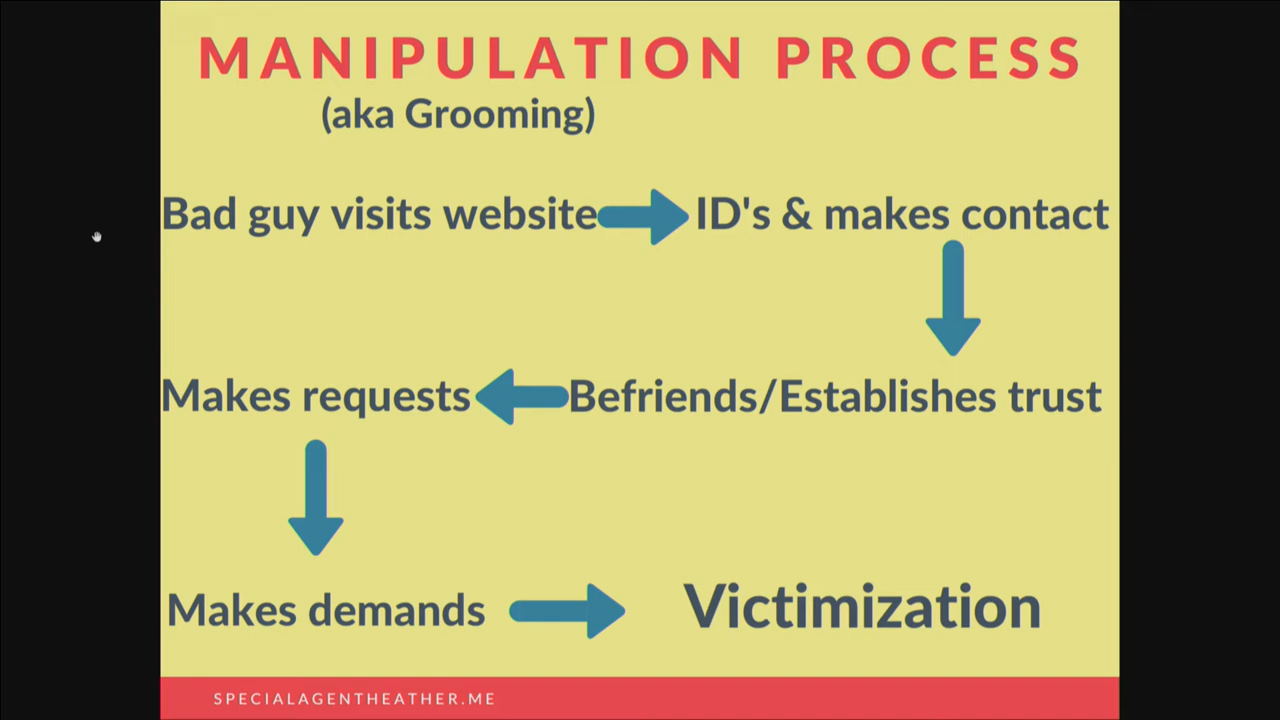 MANIPULATION PROCESS
(aka Grooming)
Bad guy visits website
ID's & makes contact
Befriends/Establishes trust
Makes requests
Makes demands
Victimization
SPECIALAGENTHEATHER.ME